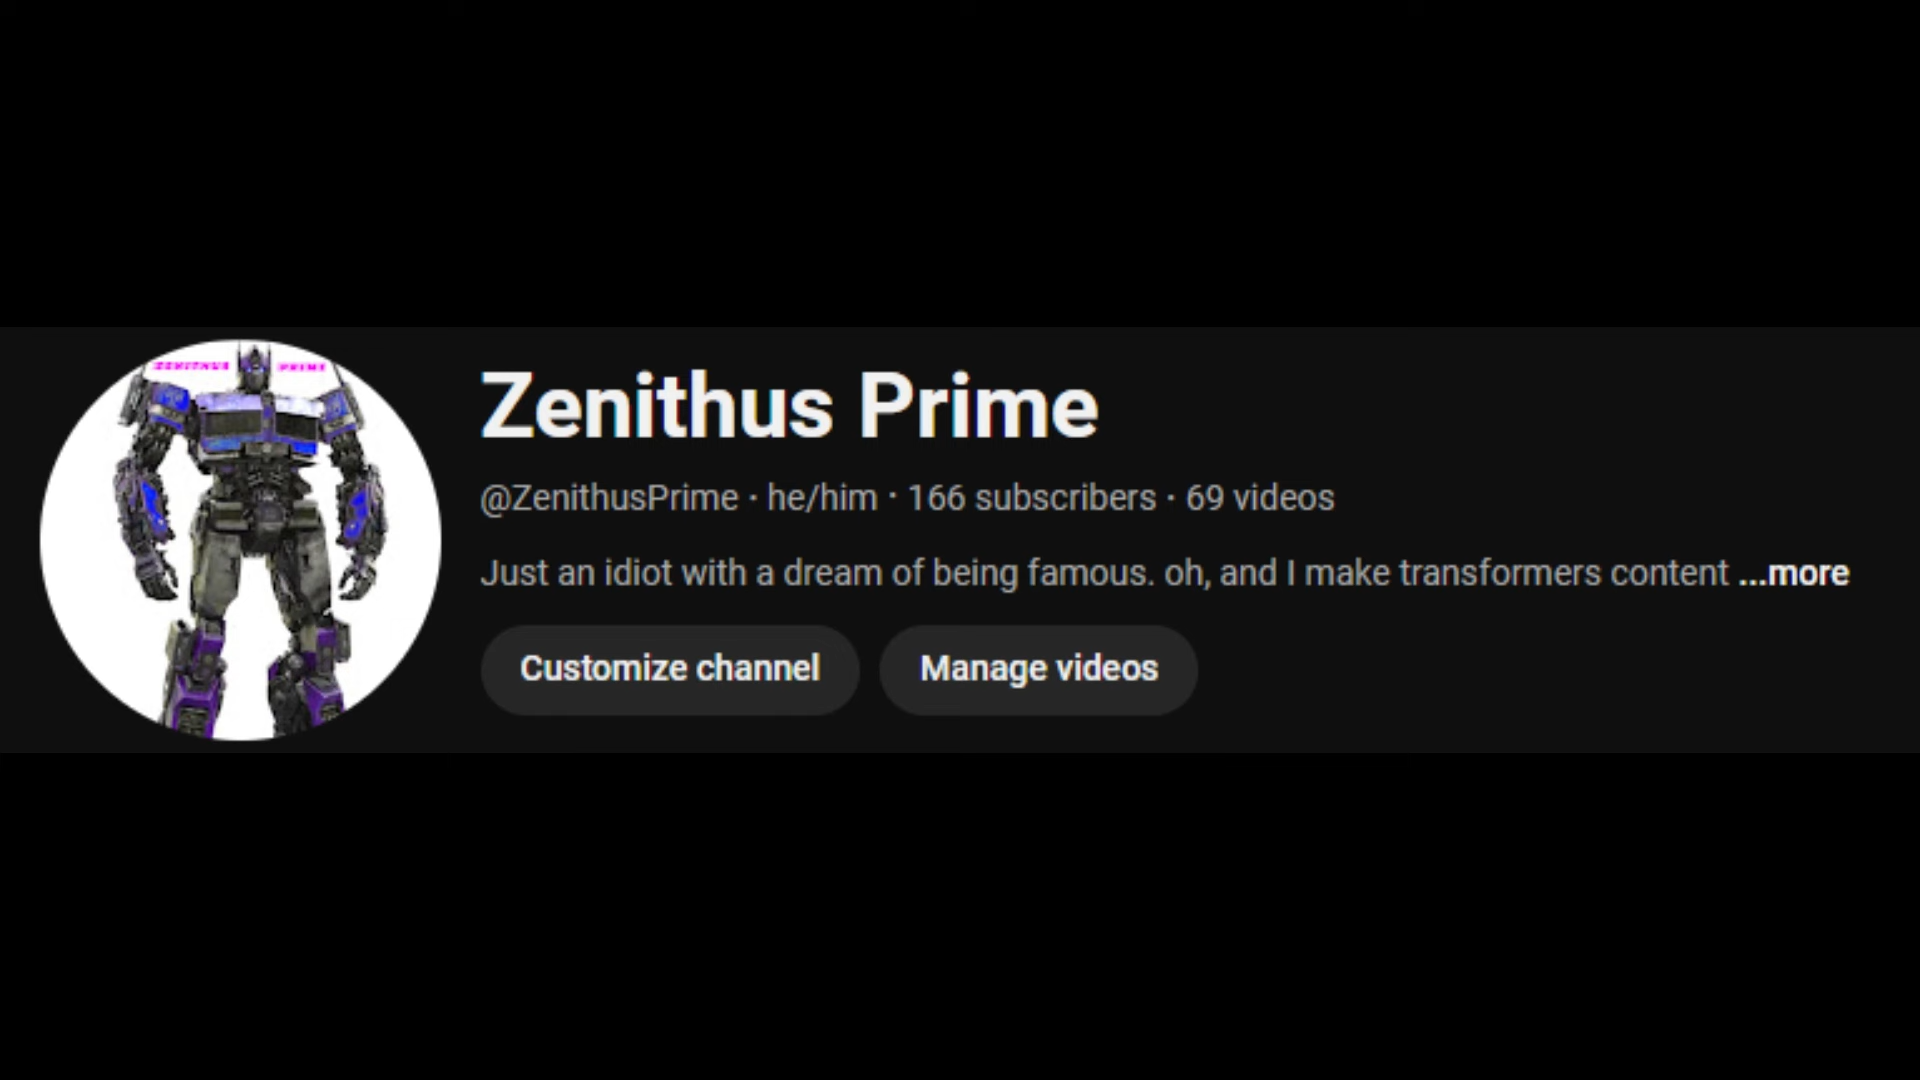 Zenithus Prime
@ZenithusPrime · he/him · 166 subscribers · 69 videos
Just an idiot with a dream of being famous. oh, and I make transformers content ...more
Customize channel
Manage videos